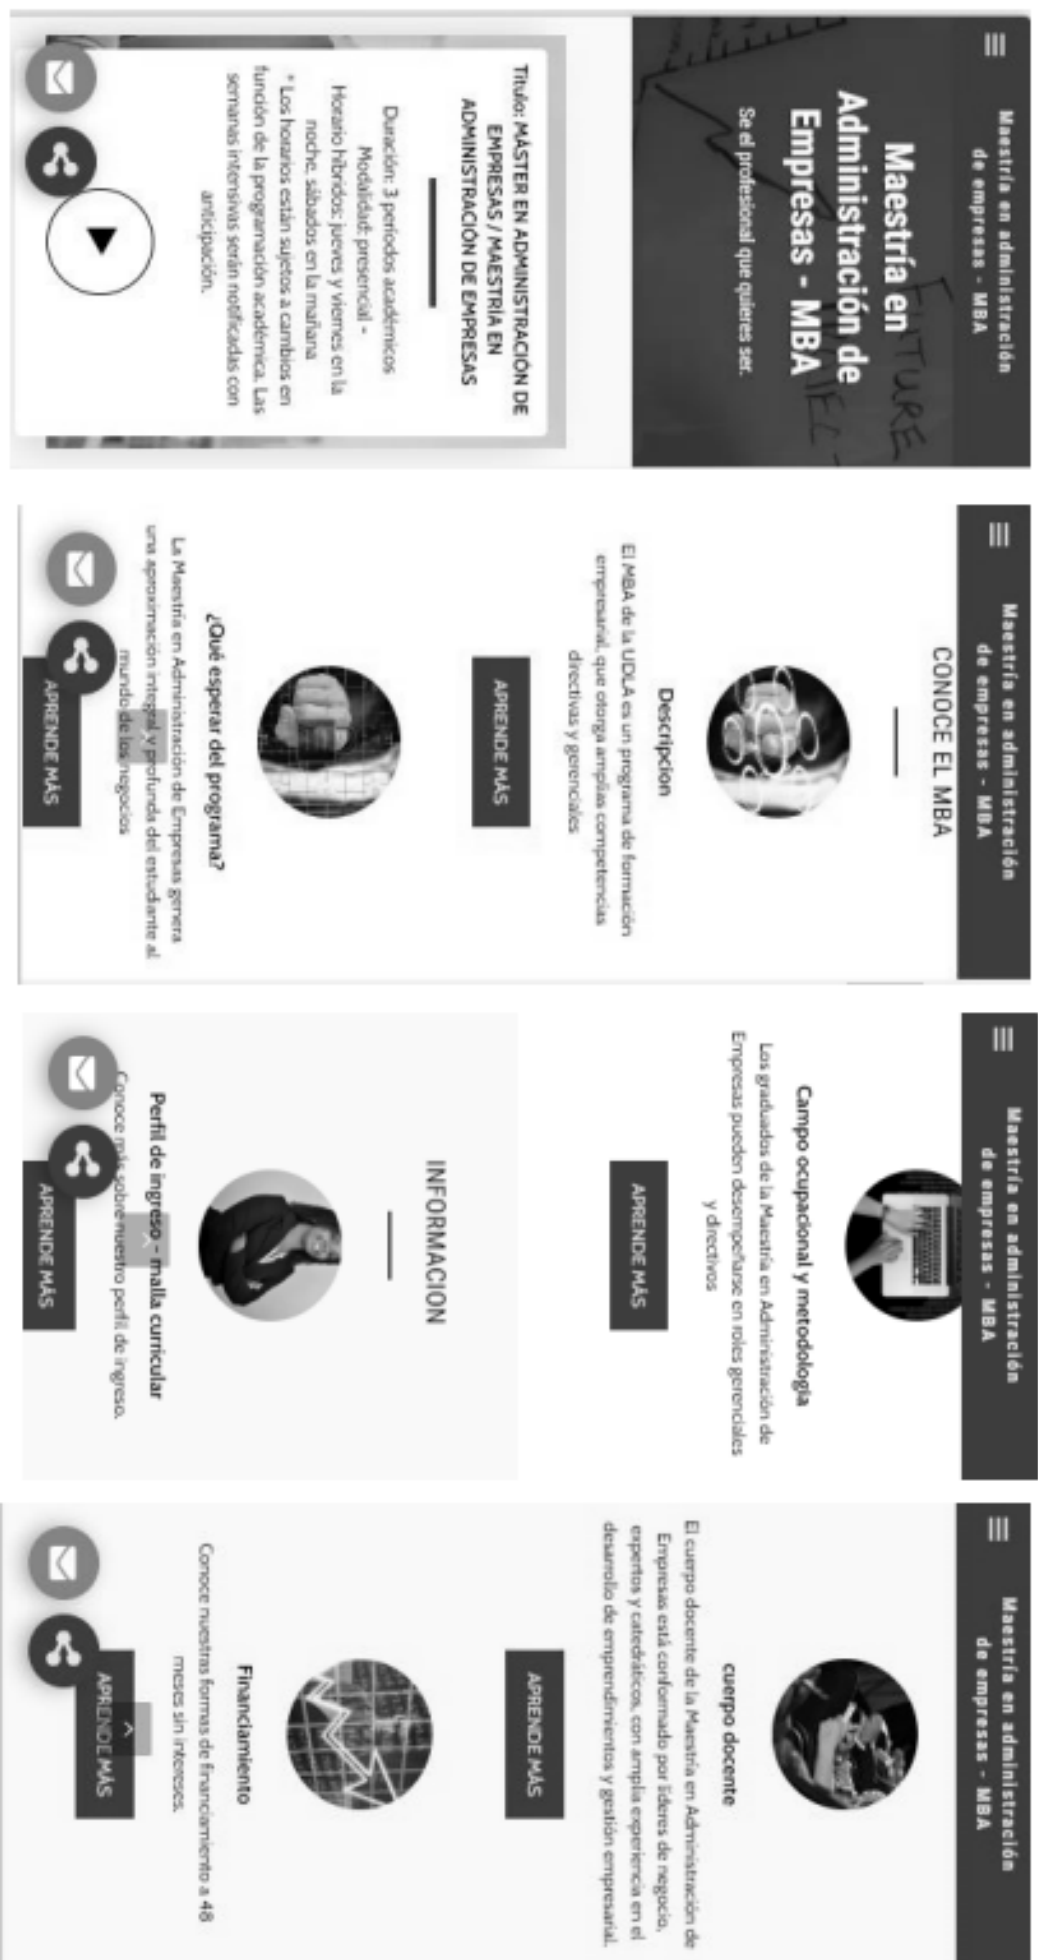 Maestría en administración
de empresas - MBA
FUTURE
Maestría en
Administración de
Empresas - MBA
Se el profesional que quieres ser.
Título: MÁSTER EN ADMINISTRACIÓN DE
EMPRESAS / MAESTRÍA EN
ADMINISTRACIÓN DE EMPRESAS
Duración: 3 períodos académicos
Modalidad: presencial -
Horario híbridos: jueves y viernes en la
noche, sábados en la mañana
* Los horarios están sujetos a cambios en
función de la programación académica. Las
semanas intensivas serán notificadas con
anticipación.
Maestría en administración
de empresas - MBA
CONOCE EL MBA
Descripcion
El MBA de la UDLA es un programa de formación
empresarial, que otorga amplias competencias
directivas y gerenciales
APRENDE MÁS
¿Qué esperar del programa?
La Maestría en Administración de Empresas genera
una aproximación integral y profunda del estudiante al
mundo de los negocios
APRENDE MÁS
Maestría en administración
de empresas - MBA
Campo ocupacional y metodología
Los graduados de la Maestría en Administración de
Empresas pueden desempeñarse en roles gerenciales
y directivos
APRENDE MÁS
INFORMACION
Perfil de ingreso - malla curricular
Conoce más sobre nuestro perfil de ingreso.
APRENDE MÁS
Maestría en administración
de empresas - MBA
cuerpo docente
El cuerpo docente de la Maestría en Administración de
Empresas está conformado por líderes de negocio,
expertos y catedráticos, con amplia experiencia en el
desarrollo de emprendimientos y gestión empresarial.
APRENDE MÁS
Financiamiento
Conoce nuestras formas de financiamiento a 48
meses sin intereses.
APRENDE MÁS